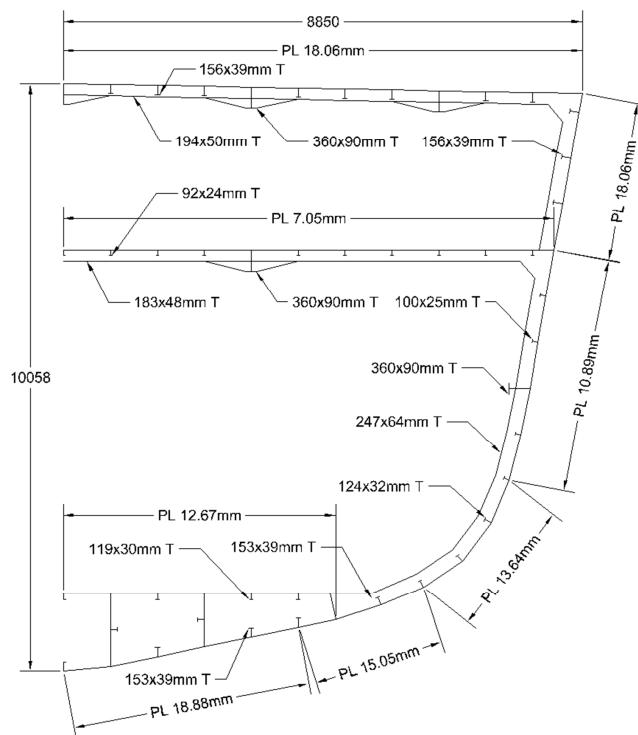 8850
PL 18.06mm
156x39mm T
194x50mm T
360x90mm T
156x39mm T
PL 18.06mm
92x24mm T
PL 7.05mm
183x48mm T
360x90mm T
100x25mm T
10058
360x90mm T
PL 10.89mm
247x64mm T
124x32mm T
PL 12.67mm
119x30mm T
153x39mm T
PL 13.64mm
153x39mm T
PL 15.05mm
PL 18.88mm